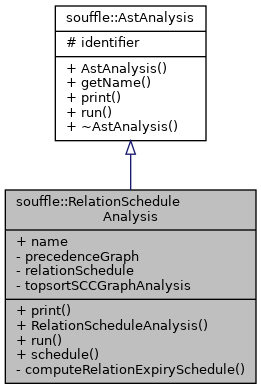 souffle::AstAnalysis
# identifier
+ AstAnalysis()
+ getName()
+ print()
+ run()
+ ~AstAnalysis()
souffle::RelationSchedule
Analysis
+ name
- precedenceGraph
- relationSchedule
- topsortSCCGraphAnalysis
+ print()
+ RelationScheduleAnalysis()
+ run()
+ schedule()
- computeRelationExpirySchedule()